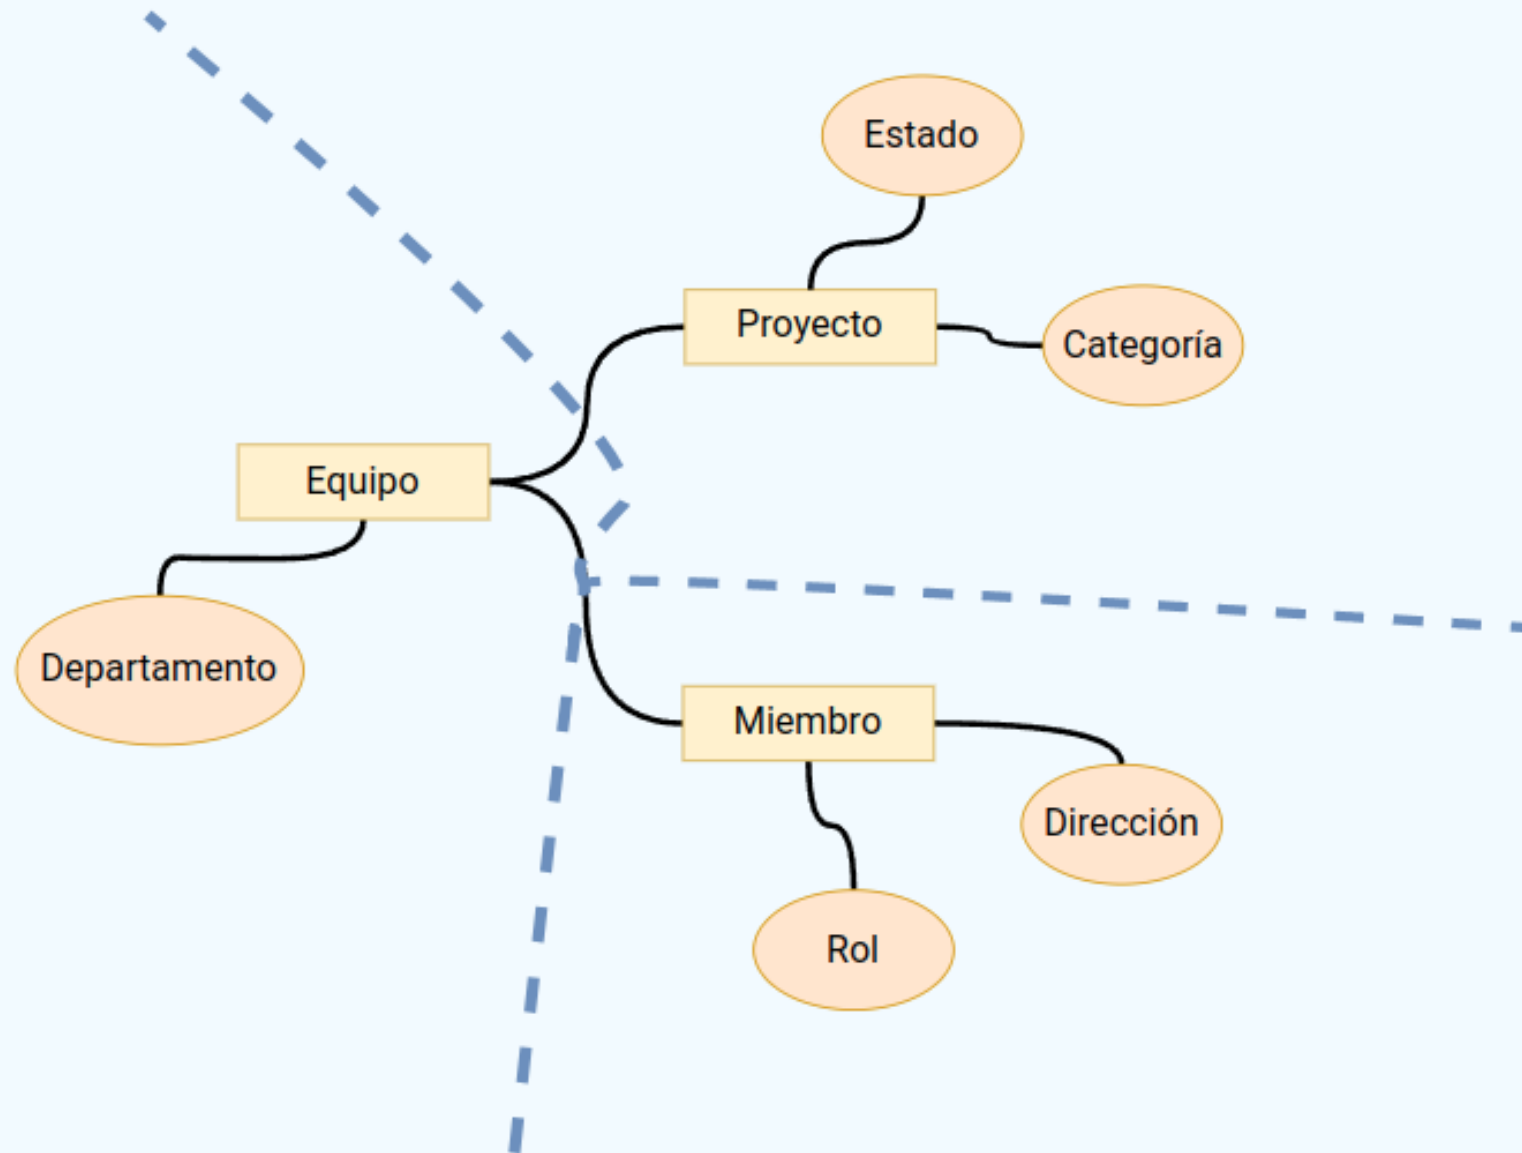 Estado
Proyecto
Categoría
Equipo
Departamento
Miembro
Dirección
Rol